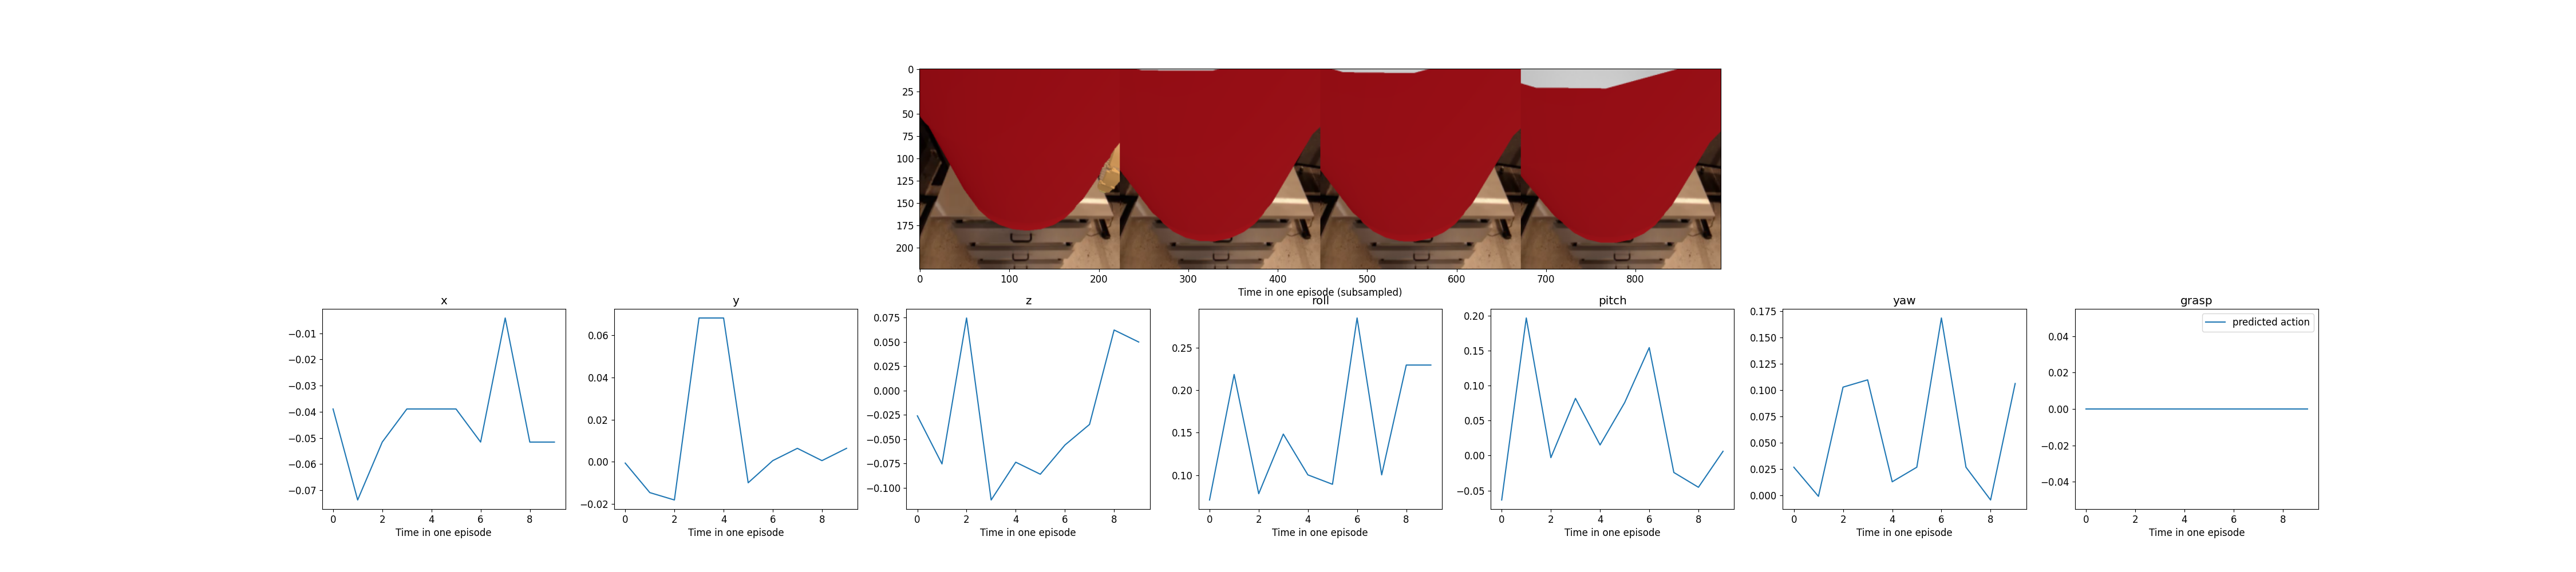 0
25
50
75
100
125
150
175
200
0 100 200 300 400 500 600 700 800
Time in one episode (subsampled)
x y z roll pitch yaw grasp
−0.01
−0.02
−0.03
−0.04
−0.05
−0.06
−0.07
0 2 4 6 8
Time in one episode
0.06
0.04
0.02
0.00
−0.02
0 2 4 6 8
Time in one episode
0.075
0.050
0.025
0.000
−0.025
−0.050
−0.075
−0.100
0 2 4 6 8
Time in one episode
0.25
0.20
0.15
0.10
0 2 4 6 8
Time in one episode
0.20
0.15
0.10
0.05
0.00
−0.05
0 2 4 6 8
Time in one episode
0.175
0.150
0.125
0.100
0.075
0.050
0.025
0.000
0 2 4 6 8
Time in one episode
predicted action
0.04
0.02
0.00
−0.02
−0.04
0 2 4 6 8
Time in one episode